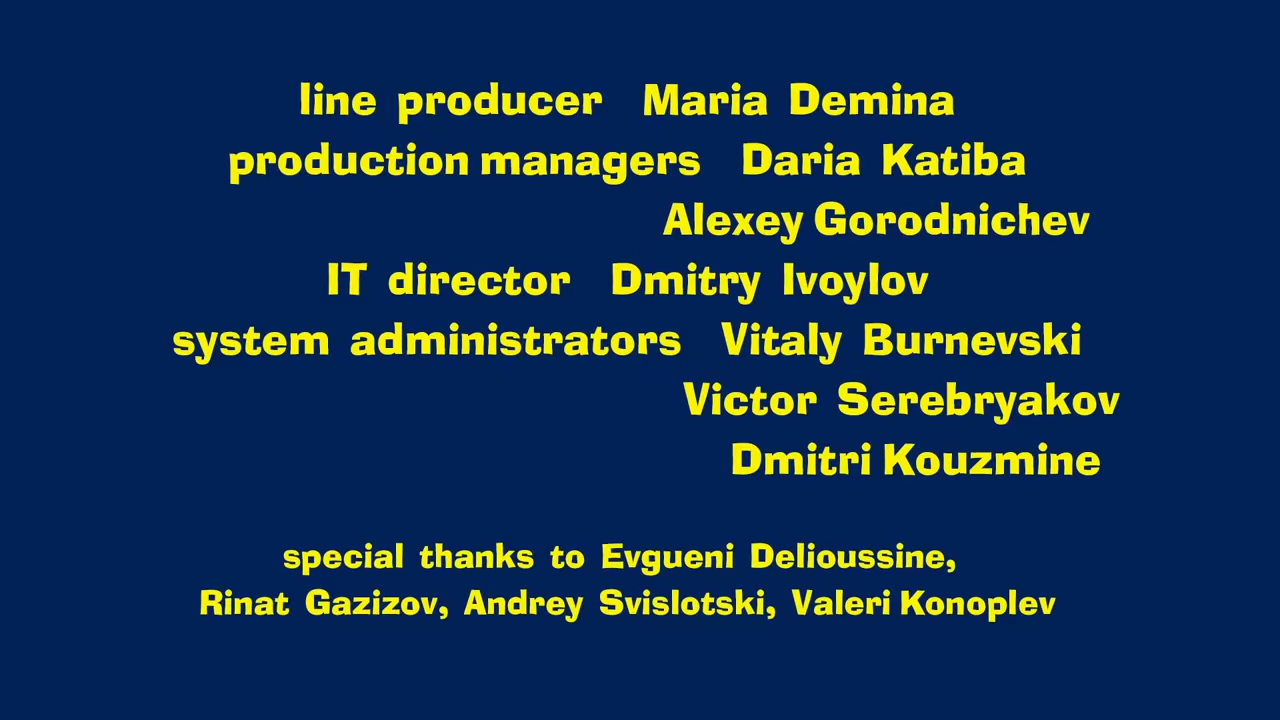 line producer Maria Demina
production managers Daria Katiba
Alexey Gorodnichev
IT director Dmitry Ivoylov
system administrators Vitaly Burnevski
Victor Serebryakov
Dmitri Kouzmine
special thanks to Evgueni Delioussine,
Rinat Gazizov, Andrey Svislotski, Valeri Konoplev